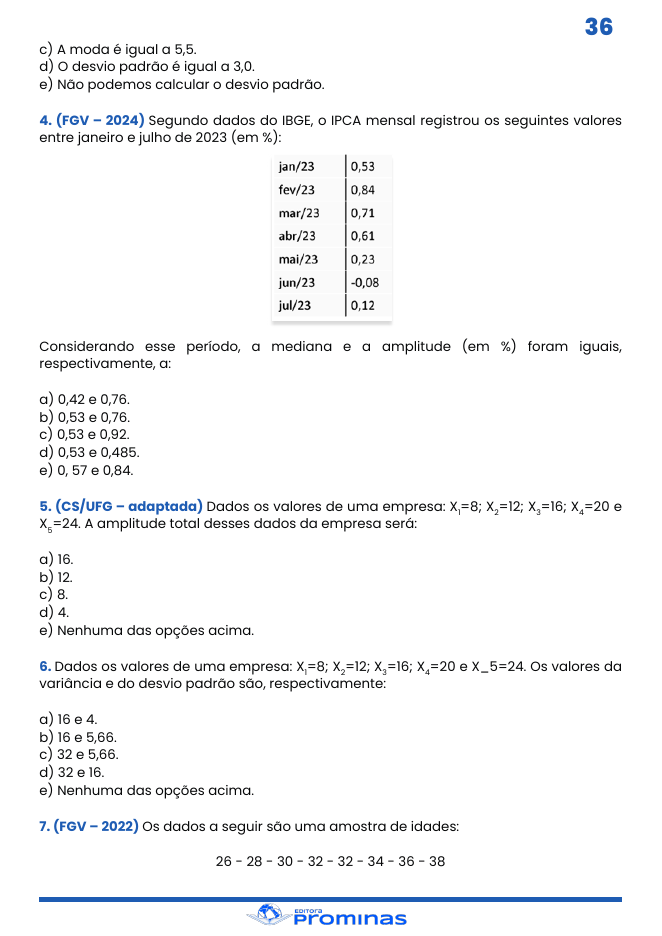 36
c) A moda é igual a 5,5.
d) O desvio padrão é igual a 3,0.
e) Não podemos calcular o desvio padrão.
4. (FGV – 2024) Segundo dados do IBGE, o IPCA mensal registrou os seguintes valores
entre janeiro e julho de 2023 (em %):
jan/23 0,53
fev/23 0,84
mar/23 0,71
abr/23 0,61
mai/23 0,23
jun/23 -0,08
jul/23 0,12
Considerando esse período, a mediana e a amplitude (em %) foram iguais,
respectivamente, a:
a) 0,42 e 0,76.
b) 0,53 e 0,76.
c) 0,53 e 0,92.
d) 0,53 e 0,485.
e) 0, 57 e 0,84.
5. (CS/UFG – adaptada) Dados os valores de uma empresa: X₁=8; X₂=12; X₃=16; X₄=20 e
X₅=24. A amplitude total desses dados da empresa será:
a) 16.
b) 12.
c) 8.
d) 4.
e) Nenhuma das opções acima.
6. Dados os valores de uma empresa: X₁=8; X₂=12; X₃=16; X₄=20 e X_5=24. Os valores da
variância e do desvio padrão são, respectivamente:
a) 16 e 4.
b) 16 e 5,66.
c) 32 e 5,66.
d) 32 e 16.
e) Nenhuma das opções acima.
7. (FGV – 2022) Os dados a seguir são uma amostra de idades:
26 - 28 - 30 - 32 - 32 - 34 - 36 - 38
EDITORA
Prominas